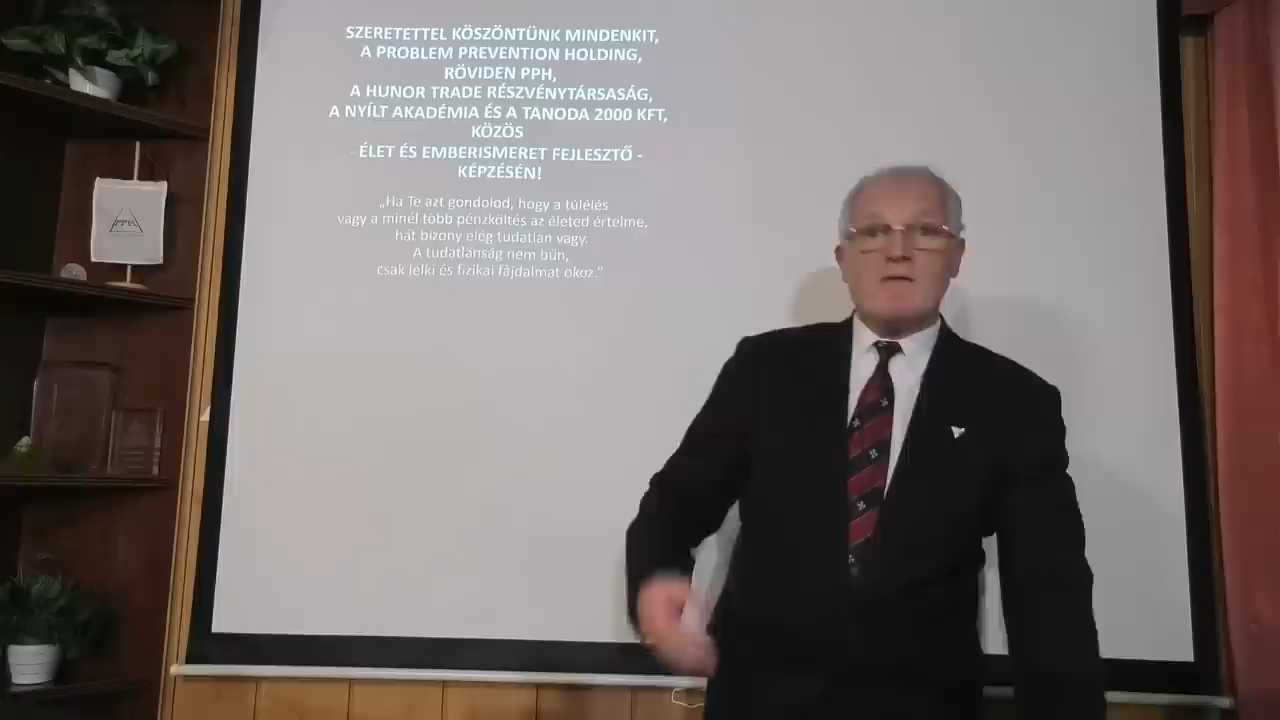 SZERETETTEL KÖSZÖNTÜNK MINDENKIT,
A PROBLEM PREVENTION HOLDING,
RÖVIDEN PPH,
A HUNOR TRADE RÉSZVÉNYTÁRSASÁG,
A NYÍLT AKADÉMIA ÉS A TANODA 2000 KFT,
KÖZÖS
- ÉLET ÉS EMBERISMERET FEJLESZTŐ -
KÉPZÉSÉN!
„Ha Te azt gondolod, hogy a túlélés
vagy a minél több pénzköltés az életed értelme,
hát bizony elég tudatlan vagy.
A tudatlanság nem bűn,
csak lelki és fizikai fájdalmat okoz.”